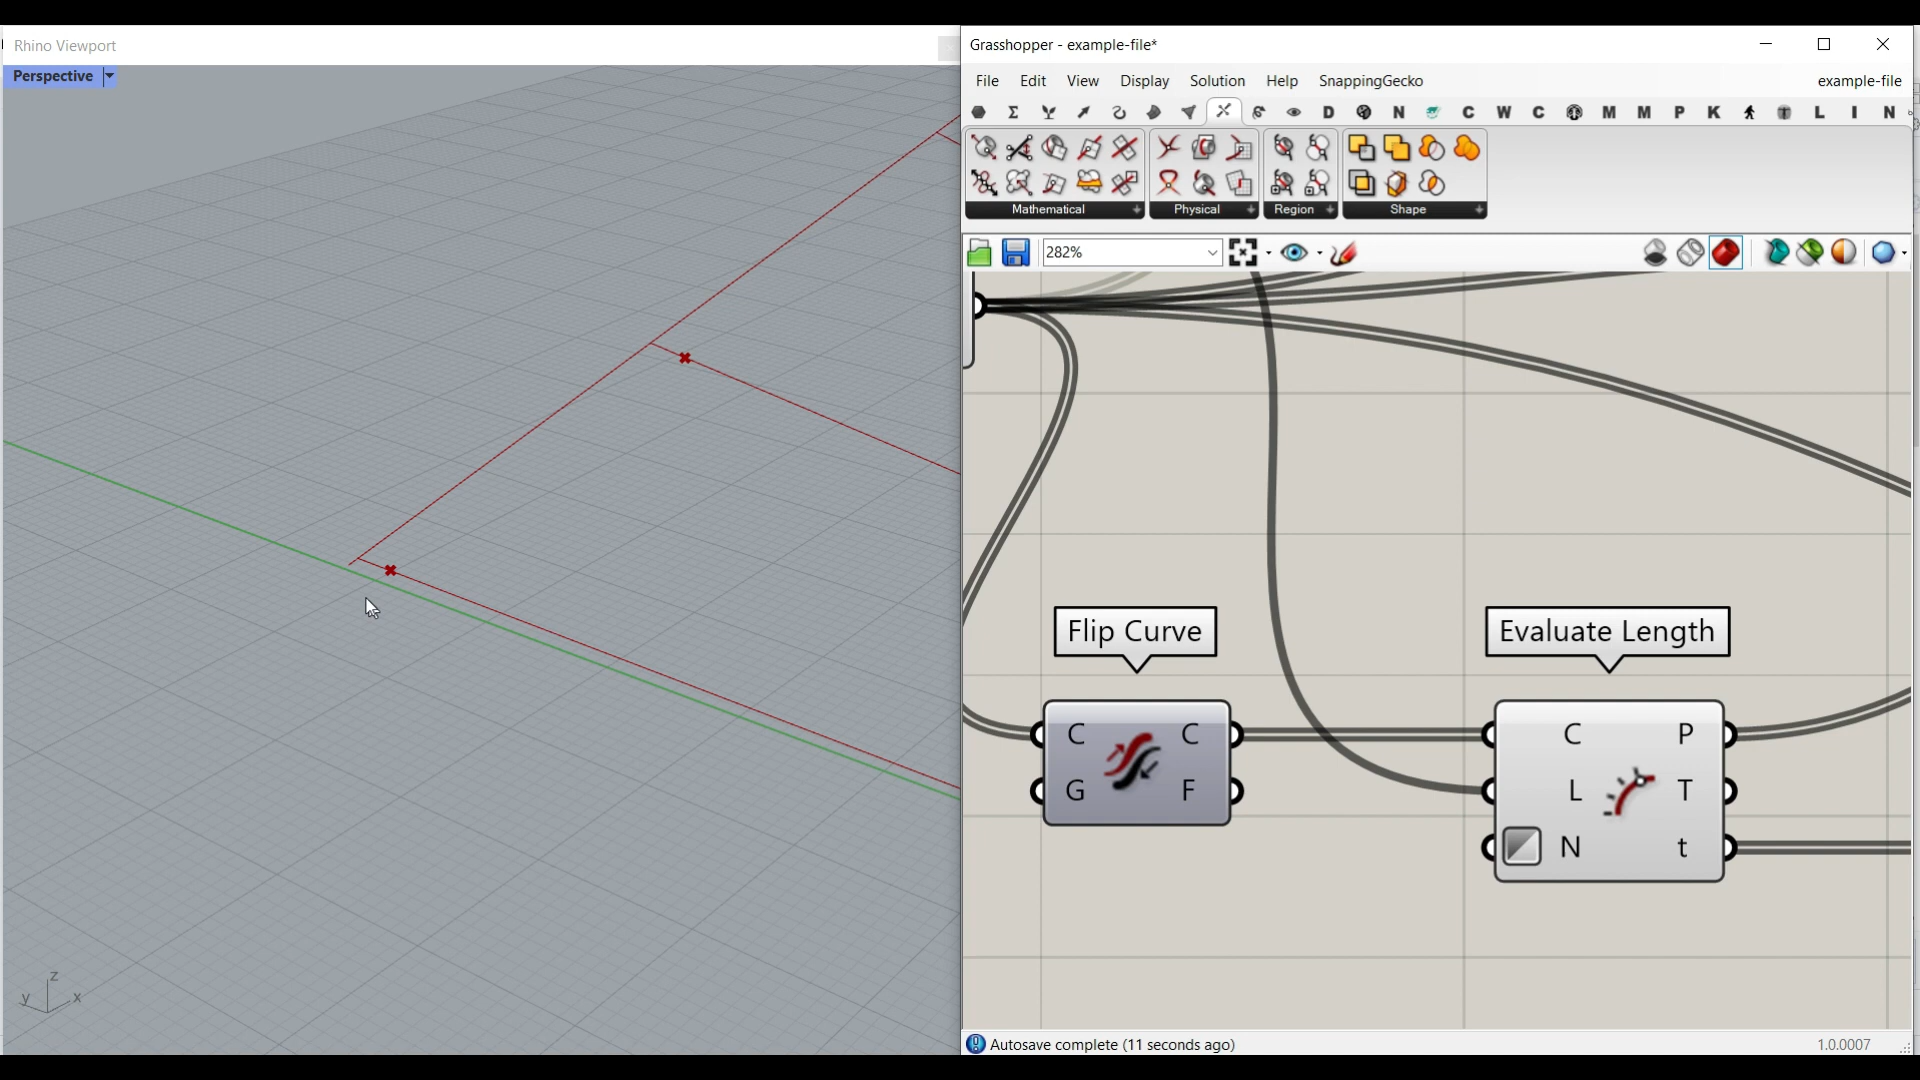 Rhino Viewport
Perspective
z
y x
Grasshopper - example-file*
File Edit View Display Solution Help SnappingGecko example-file
D N C W C M M P K L I N
Mathematical Physical Region Shape
282%
Flip Curve
Evaluate Length
C C
G F
C P
L T
N t
Autosave complete (11 seconds ago)
1.0.0007